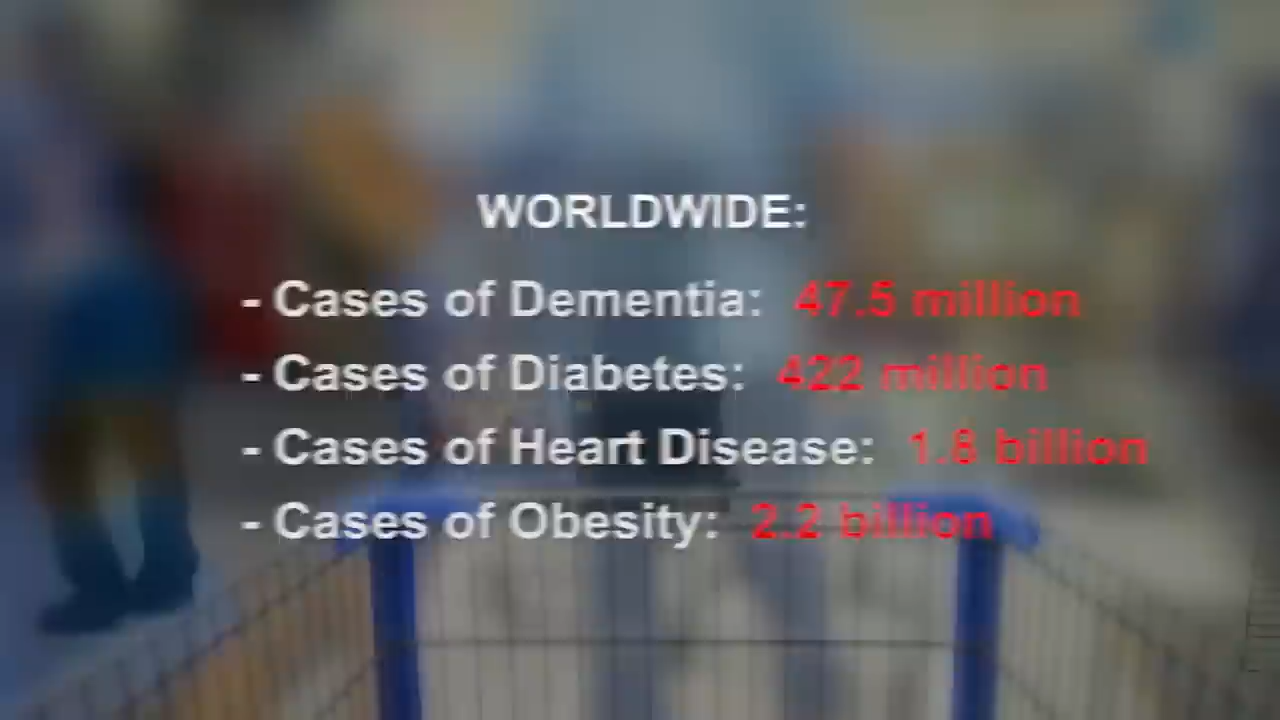 WORLDWIDE:
- Cases of Dementia: 47.5 million
- Cases of Diabetes: 422 million
- Cases of Heart Disease: 1.8 billion
- Cases of Obesity: 2.2 billion